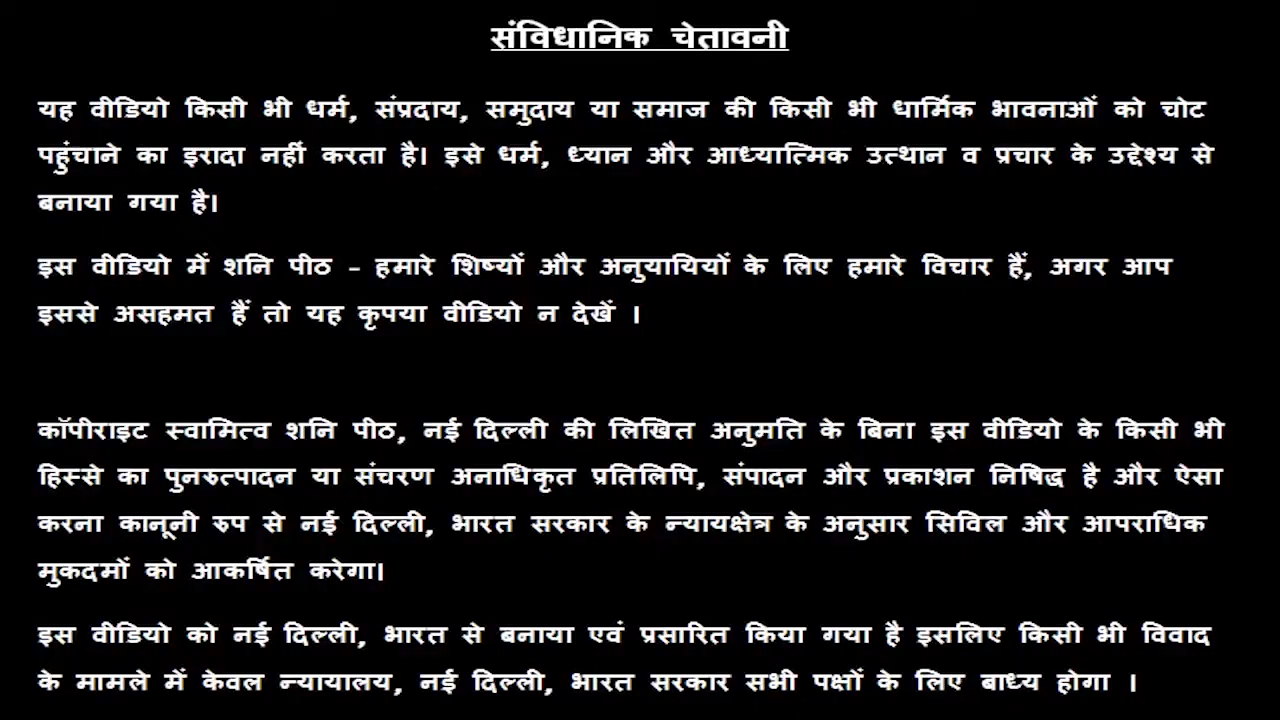 संविधानिक चेतावनी
यह वीडियो किसी भी धर्म, संप्रदाय, समुदाय या समाज की किसी भी धार्मिक भावनाओं को चोट
पहुंचाने का इरादा नहीं करता है। इसे धर्म, ध्यान और आध्यात्मिक उत्थान व प्रचार के उद्देश्य से
बनाया गया है।
इस वीडियो में शनि पीठ – हमारे शिष्यों और अनुयायियों के लिए हमारे विचार हैं, अगर आप
इससे असहमत हैं तो यह कृपया वीडियो न देखें ।
कॉपीराइट स्वामित्व शनि पीठ, नई दिल्ली की लिखित अनुमति के बिना इस वीडियो के किसी भी
हिस्से का पुनरुत्पादन या संचरण अनाधिकृत प्रतिलिपि, संपादन और प्रकाशन निषिद्ध है और ऐसा
करना कानूनी रुप से नई दिल्ली, भारत सरकार के न्यायक्षेत्र के अनुसार सिविल और आपराधिक
मुकदमों को आकर्षित करेगा।
इस वीडियो को नई दिल्ली, भारत से बनाया एवं प्रसारित किया गया है इसलिए किसी भी विवाद
के मामले में केवल न्यायालय, नई दिल्ली, भारत सरकार सभी पक्षों के लिए बाध्य होगा ।